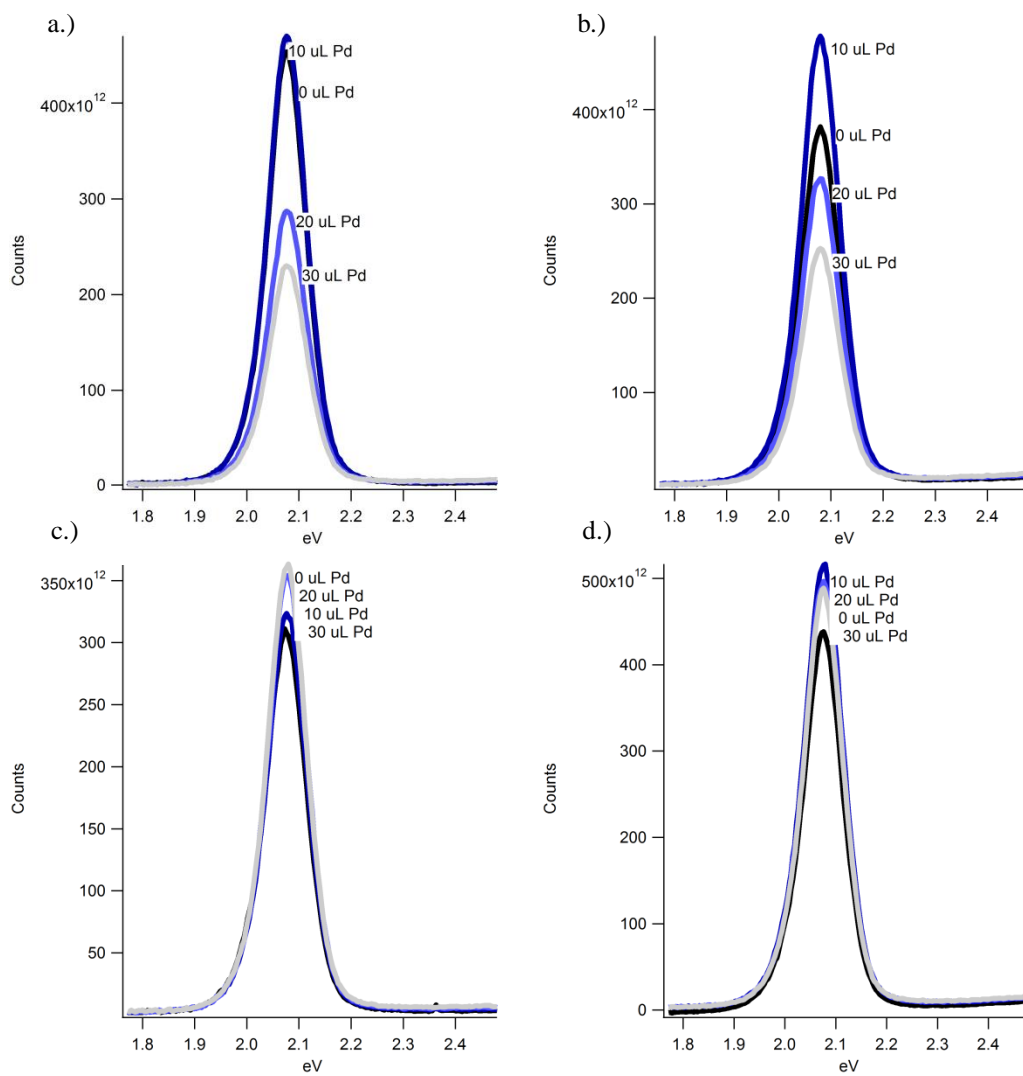 a.)
10 uL Pd
0 uL Pd
400x10¹²
20 uL Pd
300
30 uL Pd
Counts
200
100
0
1.8 1.9 2.0 2.1 2.2 2.3 2.4
eV
b.)
10 uL Pd
400x10¹²
0 uL Pd
20 uL Pd
300
30 uL Pd
Counts
200
100
1.8 1.9 2.0 2.1 2.2 2.3 2.4
eV
c.)
350x10¹²
0 uL Pd
20 uL Pd
10 uL Pd
30 uL Pd
300
250
Counts
200
150
100
50
1.8 1.9 2.0 2.1 2.2 2.3 2.4
eV
d.)
500x10¹²
10 uL Pd
20 uL Pd
0 uL Pd
30 uL Pd
400
300
Counts
200
100
0
1.8 1.9 2.0 2.1 2.2 2.3 2.4
eV